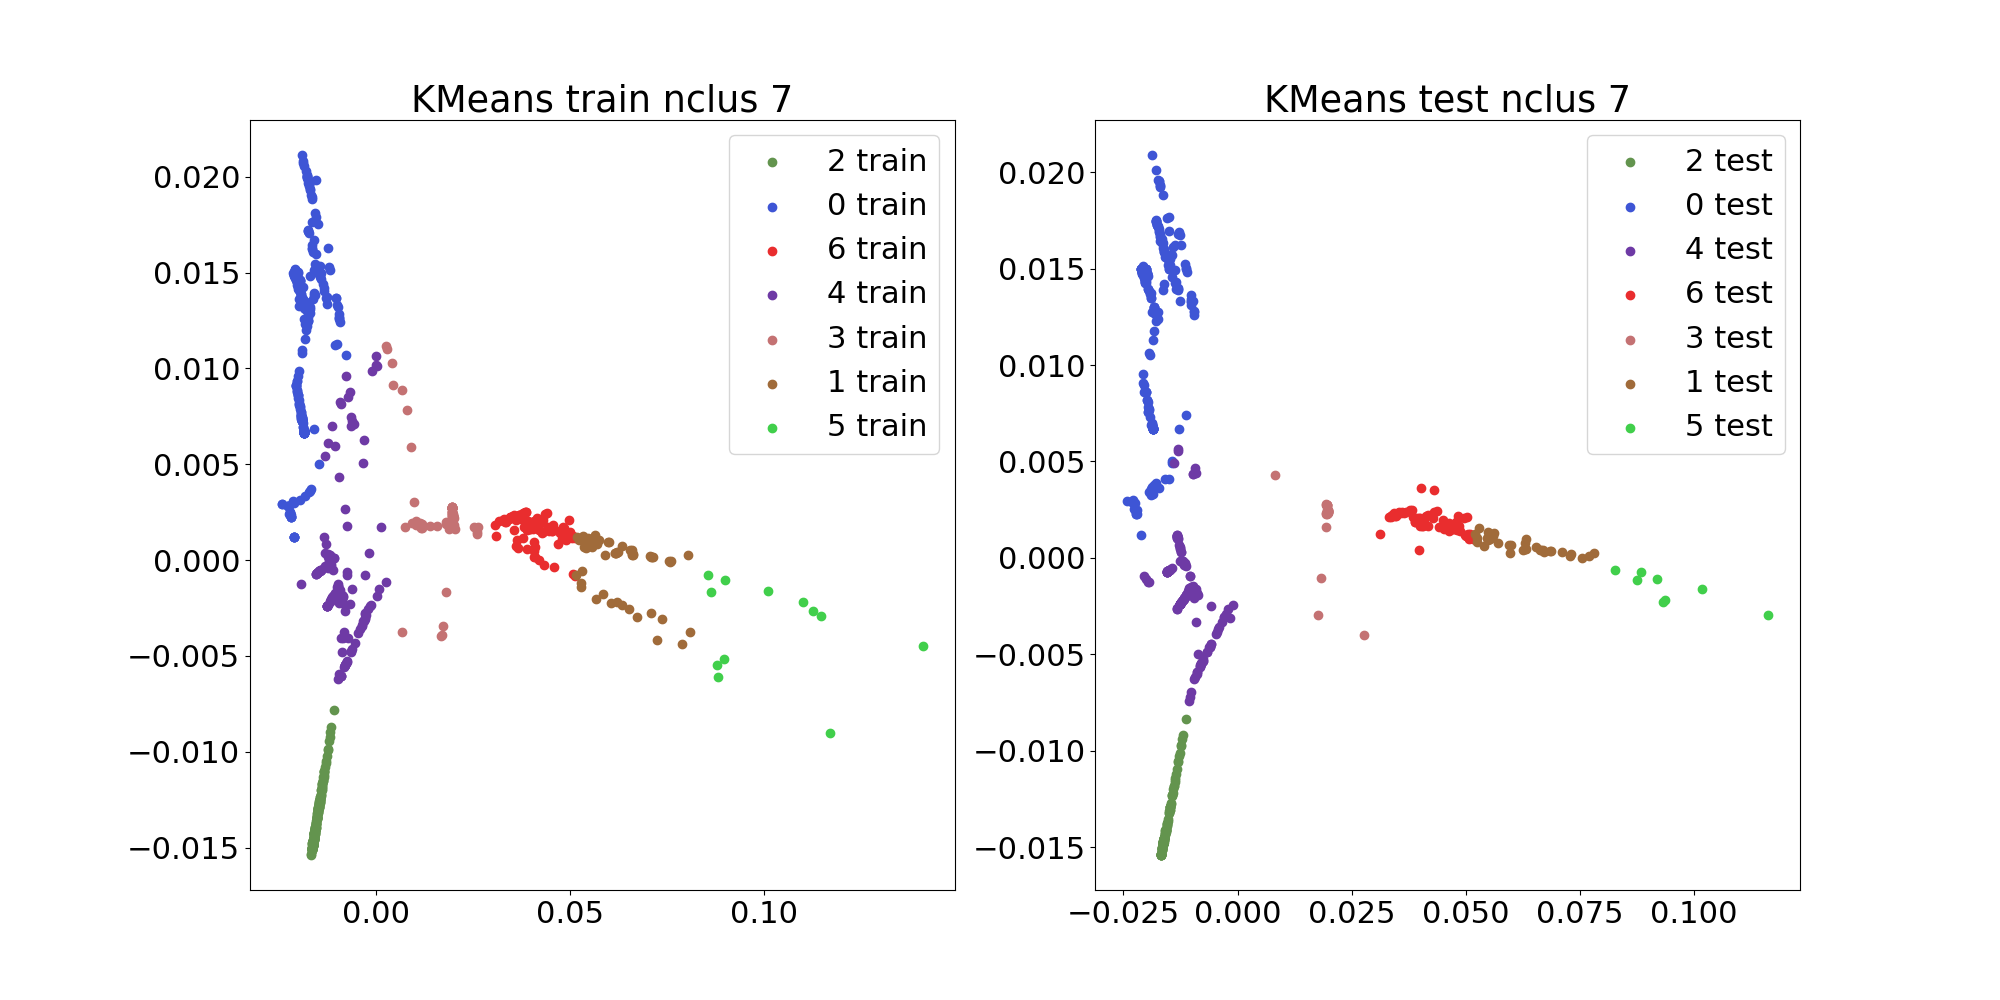 KMeans train nclus 7
0.020
0.015
0.010
0.005
0.000
−0.005
−0.010
−0.015
0.00
0.05
0.10
2 train
0 train
6 train
4 train
3 train
1 train
5 train
KMeans test nclus 7
0.020
0.015
0.010
0.005
0.000
−0.005
−0.010
−0.015
−0.025
0.000
0.025
0.050
0.075
0.100
2 test
0 test
4 test
6 test
3 test
1 test
5 test